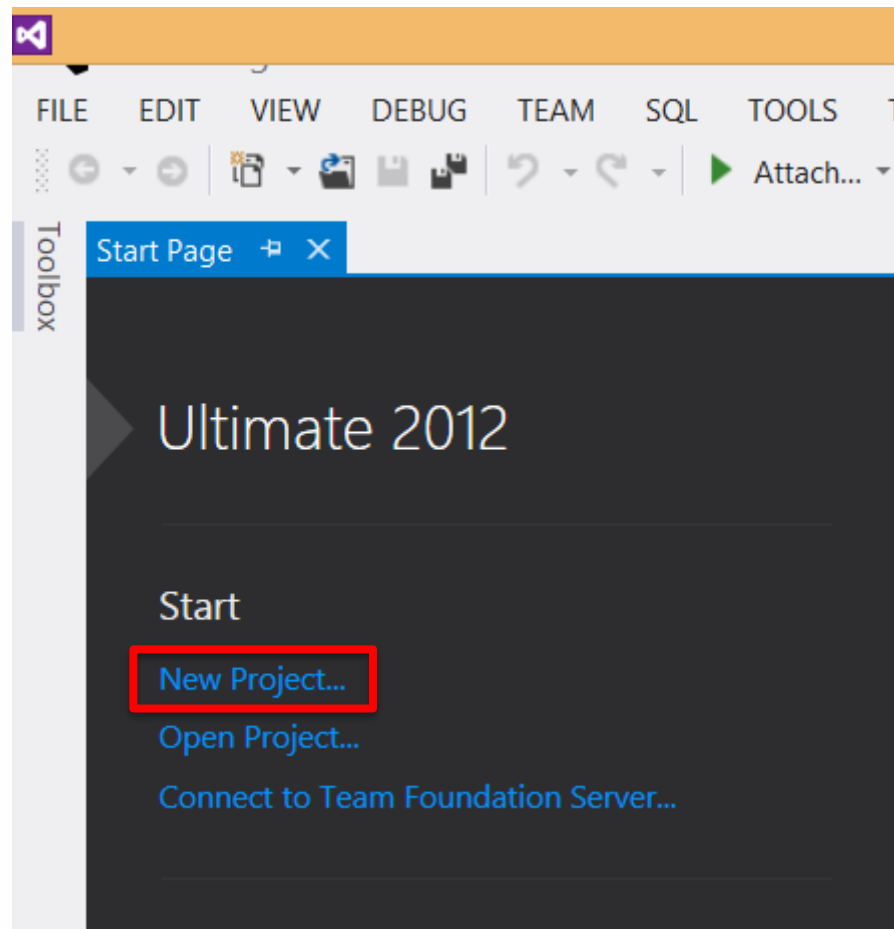 FILE EDIT VIEW DEBUG TEAM SQL TOOLS
Attach...
Toolbox
Start Page
Ultimate 2012
Start
New Project...
Open Project...
Connect to Team Foundation Server...